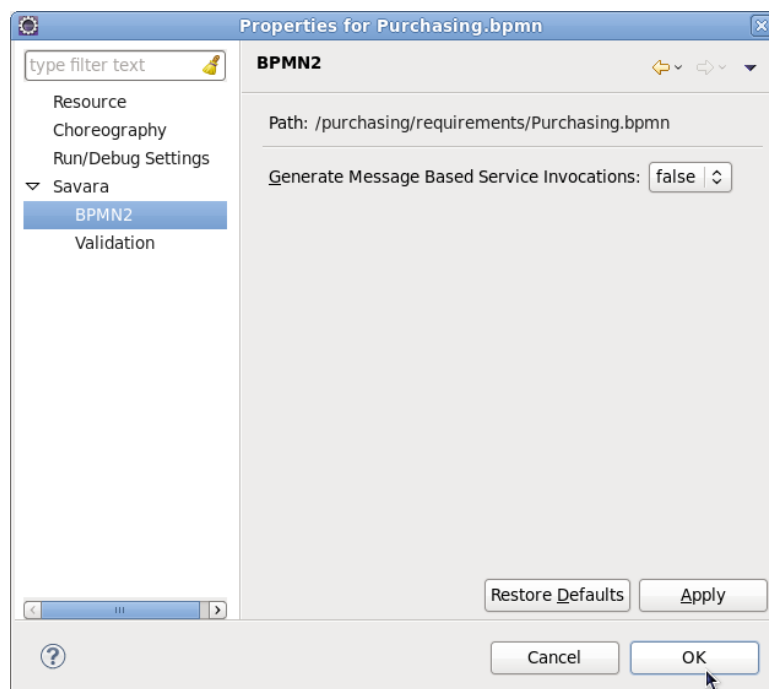 Properties for Purchasing.bpmn
type filter text
Resource
Choreography
Run/Debug Settings
Savara
BPMN2
Validation
BPMN2
Path: /purchasing/requirements/Purchasing.bpmn
Generate Message Based Service Invocations: false
Restore Defaults Apply
Cancel OK